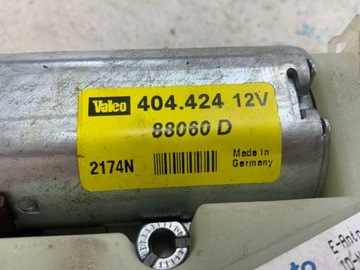 Valeo 404.424 12V
88060 D
2174N
Made In
Germany